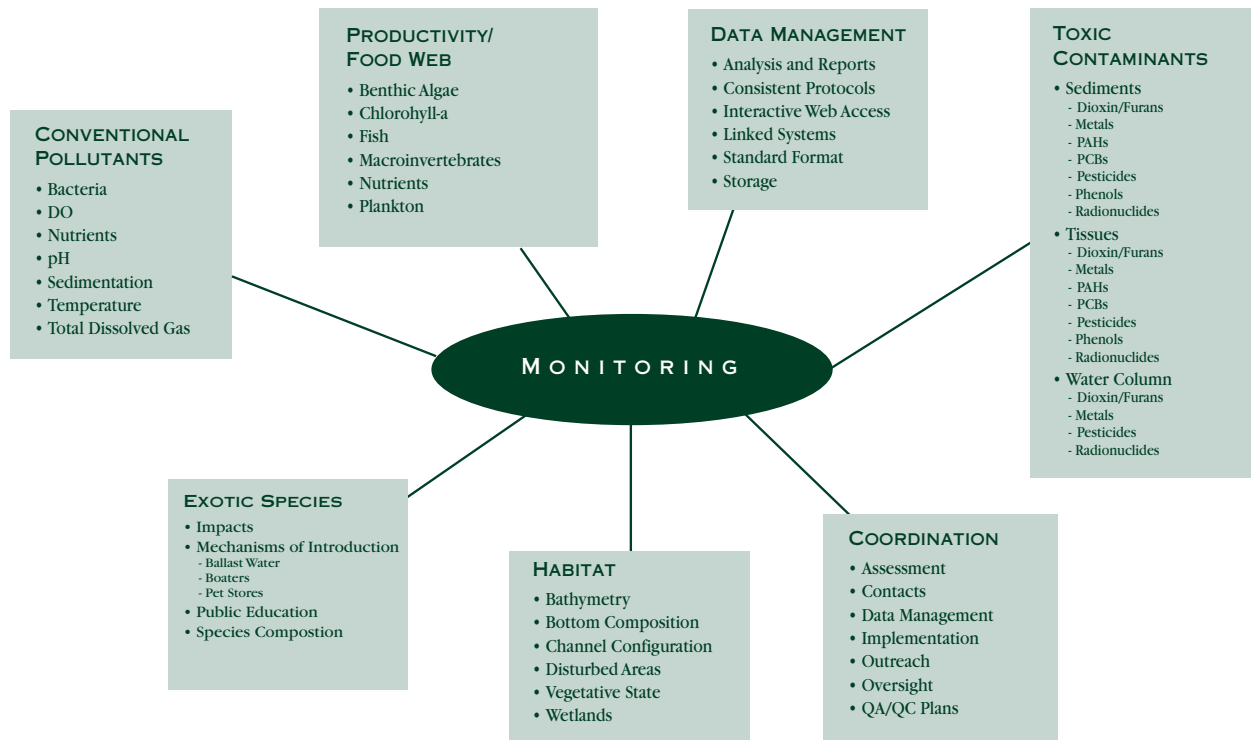 CONVENTIONAL
POLLUTANTS
• Bacteria
• DO
• Nutrients
• pH
• Sedimentation
• Temperature
• Total Dissolved Gas
PRODUCTIVITY/
FOOD WEB
• Benthic Algae
• Chlorohyll-a
• Fish
• Macroinvertebrates
• Nutrients
• Plankton
DATA MANAGEMENT
• Analysis and Reports
• Consistent Protocols
• Interactive Web Access
• Linked Systems
• Standard Format
• Storage
TOXIC
CONTAMINANTS
• Sediments
- Dioxin/Furans
- Metals
- PAHs
- PCBs
- Pesticides
- Phenols
- Radionuclides
• Tissues
- Dioxin/Furans
- Metals
- PAHs
- PCBs
- Pesticides
- Phenols
- Radionuclides
• Water Column
- Dioxin/Furans
- Metals
- Pesticides
- Radionuclides
MONITORING
EXOTIC SPECIES
• Impacts
• Mechanisms of Introduction
- Ballast Water
- Boaters
- Pet Stores
• Public Education
• Species Compostion
HABITAT
• Bathymetry
• Bottom Composition
• Channel Configuration
• Disturbed Areas
• Vegetative State
• Wetlands
COORDINATION
• Assessment
• Contacts
• Data Management
• Implementation
• Outreach
• Oversight
• QA/QC Plans